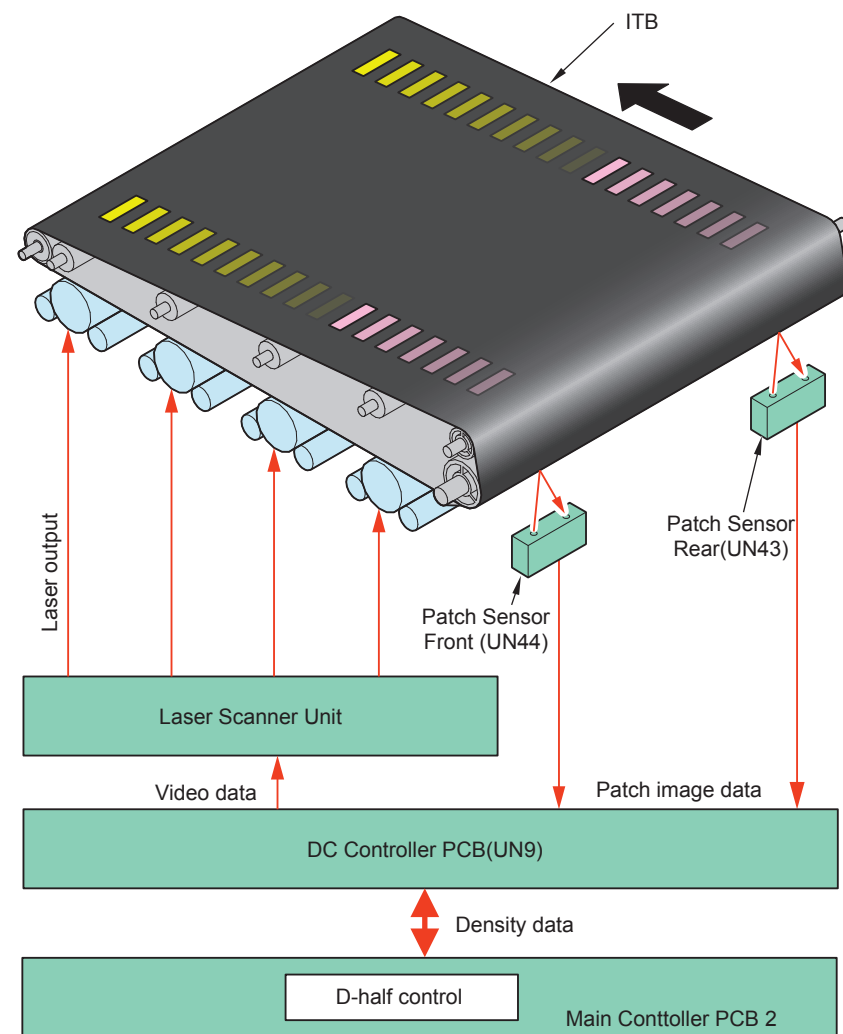 ITB
Laser output
Patch Sensor
Rear(UN43)
Patch Sensor
Front (UN44)
Laser Scanner Unit
Video data
Patch image data
DC Controller PCB(UN9)
Density data
D-half control
Main Conttoller PCB 2